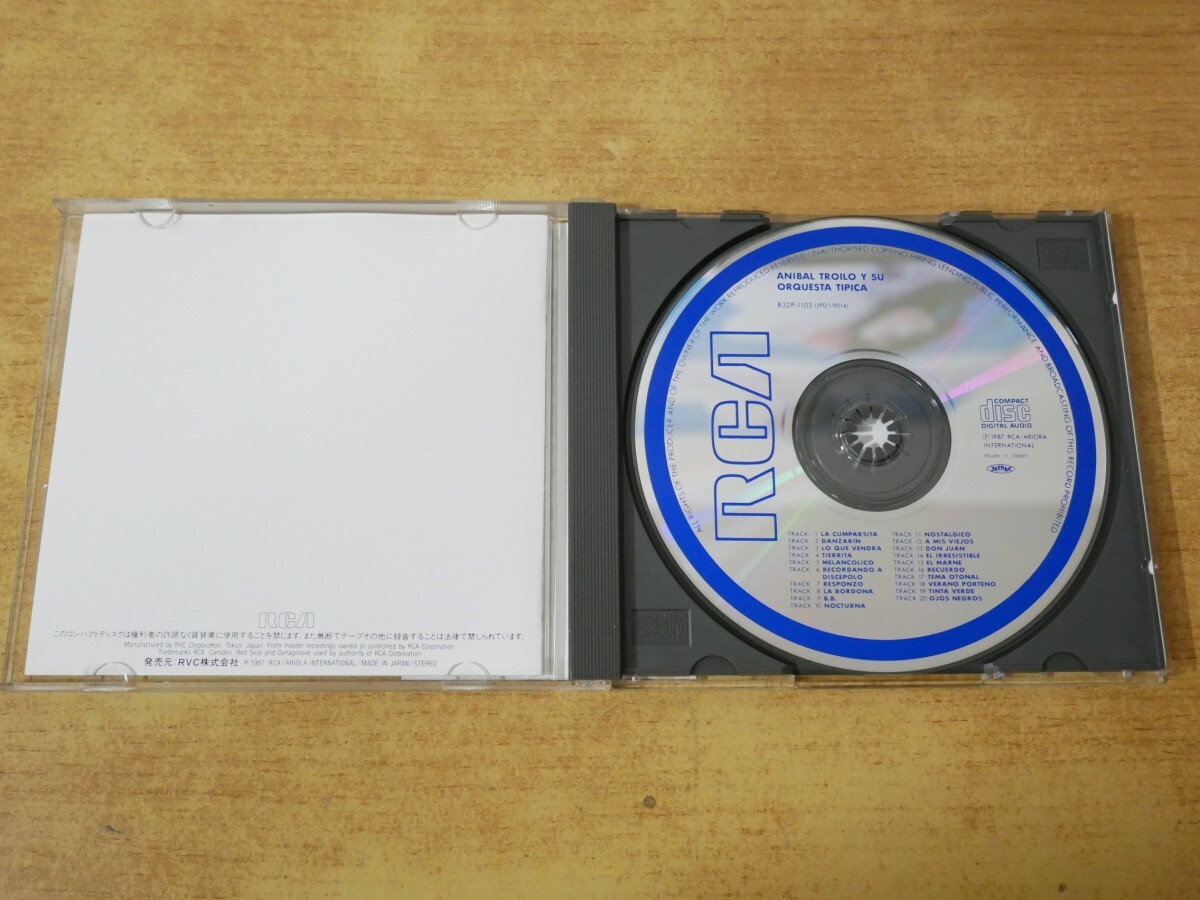 RCA
このコンパクトディスクは権利者の許諾なく賃貸業に使用することを禁じます。また無断でテープその他に録音することは法律で禁じられています。
Manufactured by RVC Corporation, Tokyo, Japan. From master recordings owned or controlled by RCA Corporation
Trademarks RCA, Camden, Red Seal and Dynagroove used by authority of RCA Corporation
発売元:RVC株式会社 Ⓟ 1987 RCA/ARIOLA INTERNATIONAL/MADE IN JAPAN/STEREO
ALL RIGHTS OF THE PRODUCER AND OF THE OWNER OF THE WORK REPRODUCED RESERVED UNAUTHORISED COPYING HIRING LENDING PUBLIC PERFORMANCE AND BROADCASTING OF THIS RECORD PROHIBITED
ANIBAL TROILO Y SU
ORQUESTA TIPICA
R32P-1103 (JPD1-9014)
RCA
COMPACT
disc
DIGITAL AUDIO
Ⓟ1987 RCA/ARIORA
INTERNATIONAL
Made in Japan
JASRAC
TRACK 1 LA CUMPARSITA
TRACK 2 DANZARIN
TRACK 3 LO QUE VENDRA
TRACK 4 TIERRITA
TRACK 5 MELANCOLICO
TRACK 6 RECORDANDO A
DISCEPOLO
TRACK 7 RESPONZO
TRACK 8 LA BORDONA
TRACK 9 B.B.
TRACK 10 NOCTURNA
TRACK 11 NOSTALGICO
TRACK 12 A MIS VIEJOS
TRACK 13 DON JUAN
TRACK 14 EL IRRESISTIBLE
TRACK 15 EL MARNE
TRACK 16 RECUERDO
TRACK 17 TEMA OTONAL
TRACK 18 VERANO PORTENO
TRACK 19 TINTA VERDE
TRACK 20 OJOS NEGROS